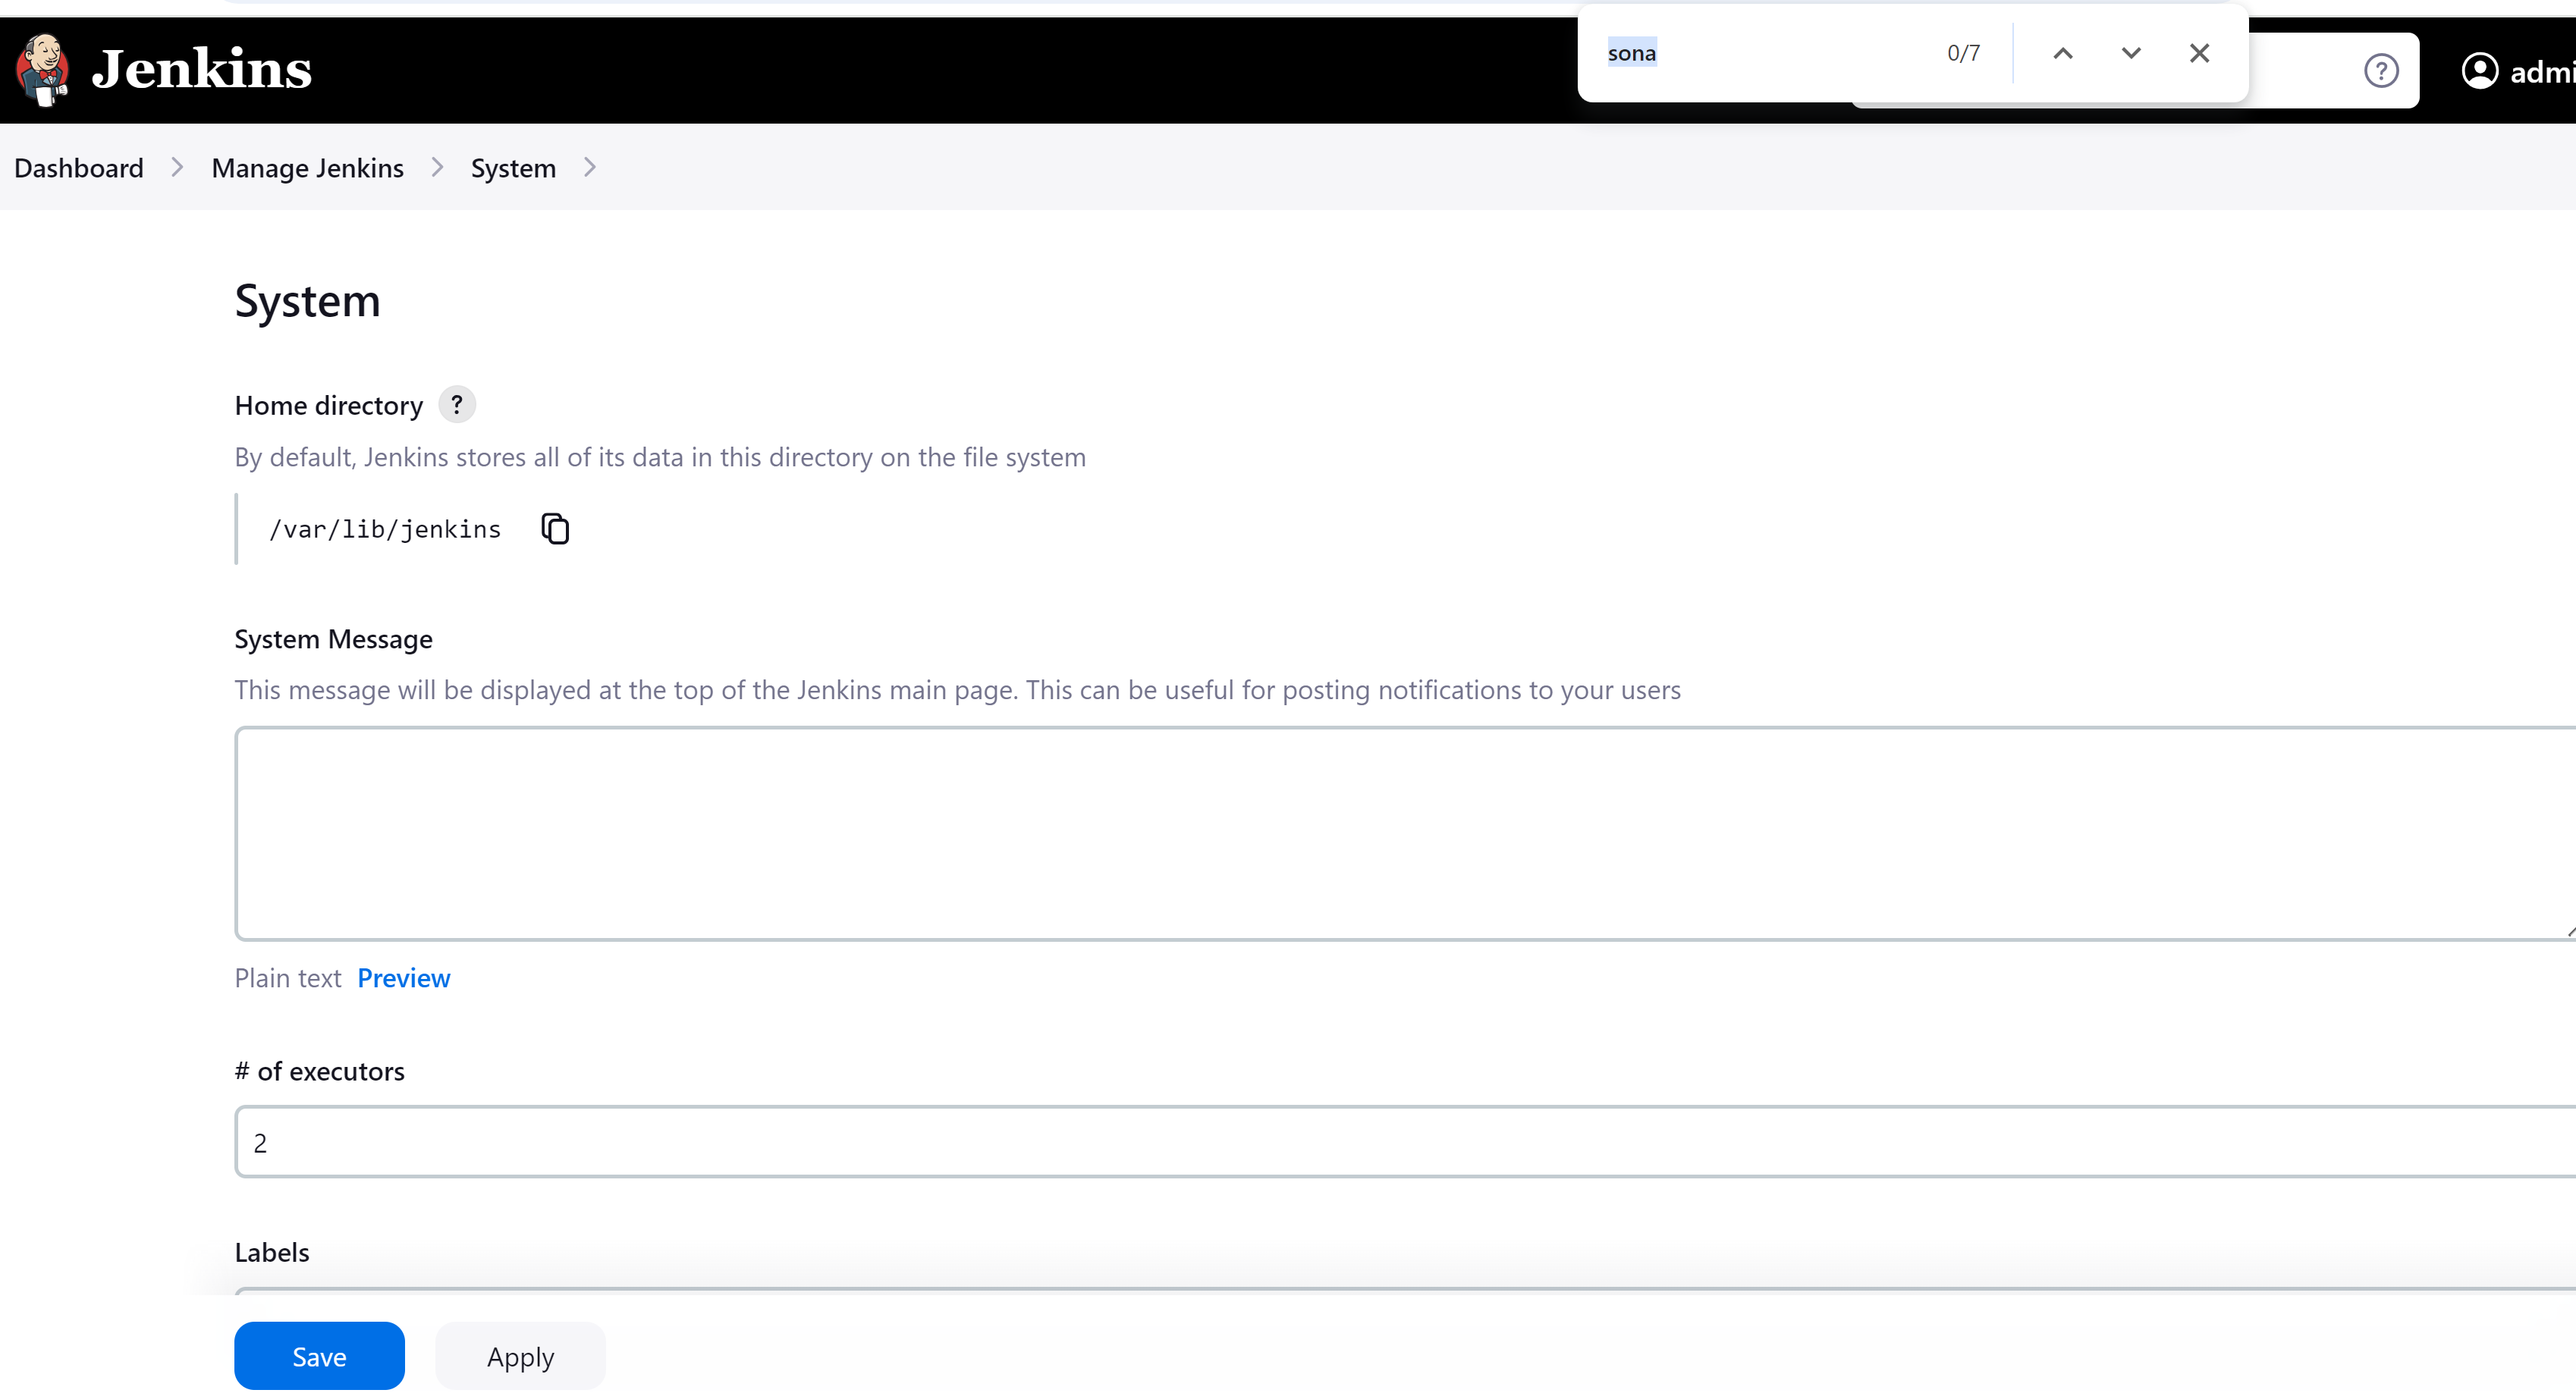 sona 0/7
Jenkins
admi
Dashboard Manage Jenkins System
System
Home directory ?
By default, Jenkins stores all of its data in this directory on the file system
/var/lib/jenkins
System Message
This message will be displayed at the top of the Jenkins main page. This can be useful for posting notifications to your users
Plain text Preview
# of executors
2
Labels
Save Apply